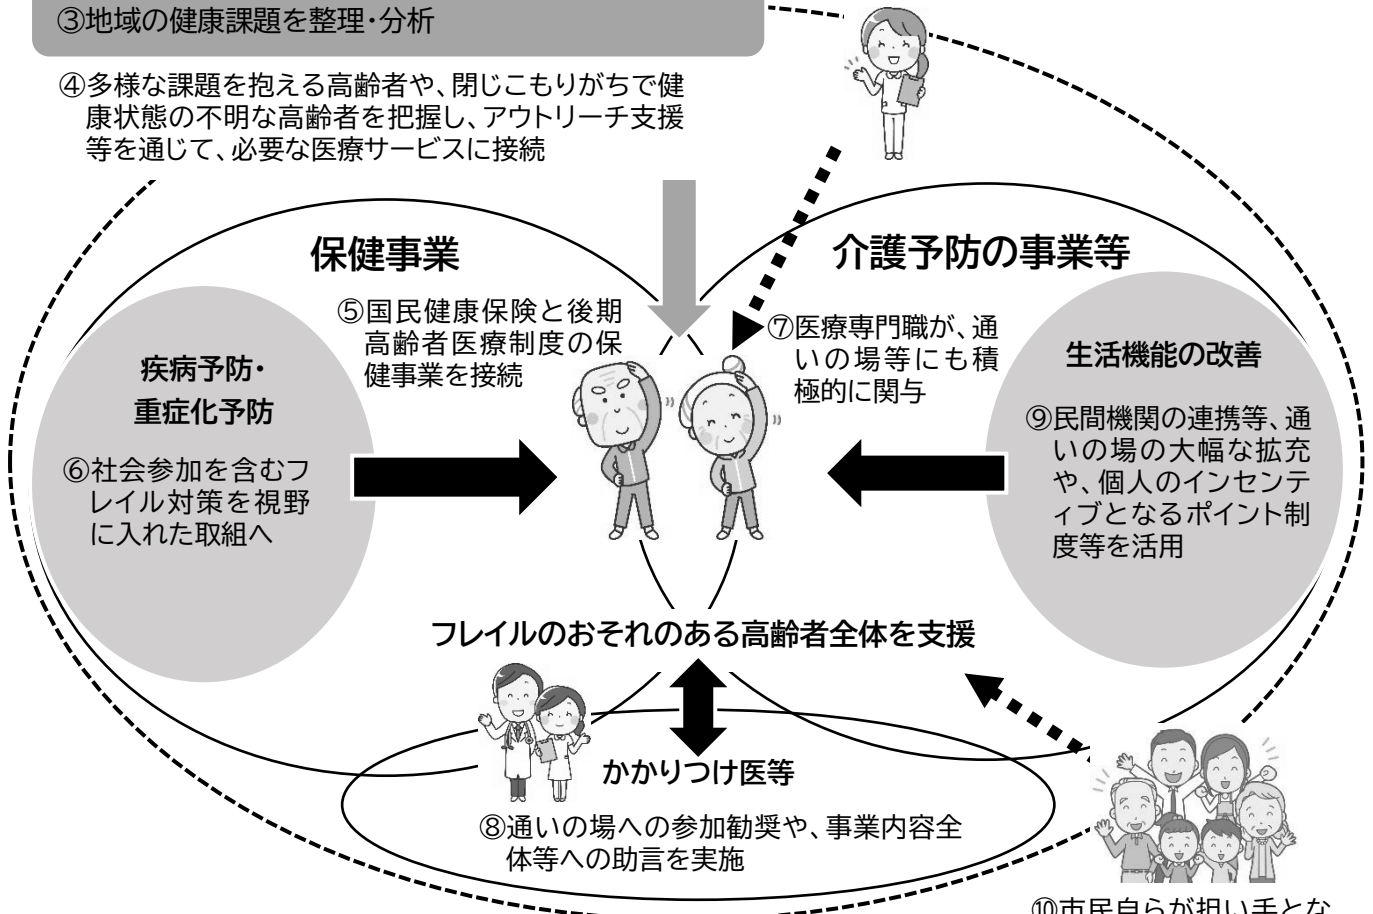 ③地域の健康課題を整理・分析
④多様な課題を抱える高齢者や、閉じこもりがちで健
康状態の不明な高齢者を把握し、アウトリーチ支援
等を通じて、必要な医療サービスに接続
保健事業
介護予防の事業等
⑤国民健康保険と後期
高齢者医療制度の保
健事業を接続
⑦医療専門職が、通
いの場等にも積
極的に関与
疾病予防・
重症化予防
⑥社会参加を含むフ
レイル対策を視野
に入れた取組へ
生活機能の改善
⑨民間機関の連携等、通
いの場の大幅な拡充
や、個人のインセンテ
ィブとなるポイント制
度等を活用
フレイルのおそれのある高齢者全体を支援
かかりつけ医等
⑧通いの場への参加勧奨や、事業内容全
体等への助言を実施
⑩市民自らが担い手とな